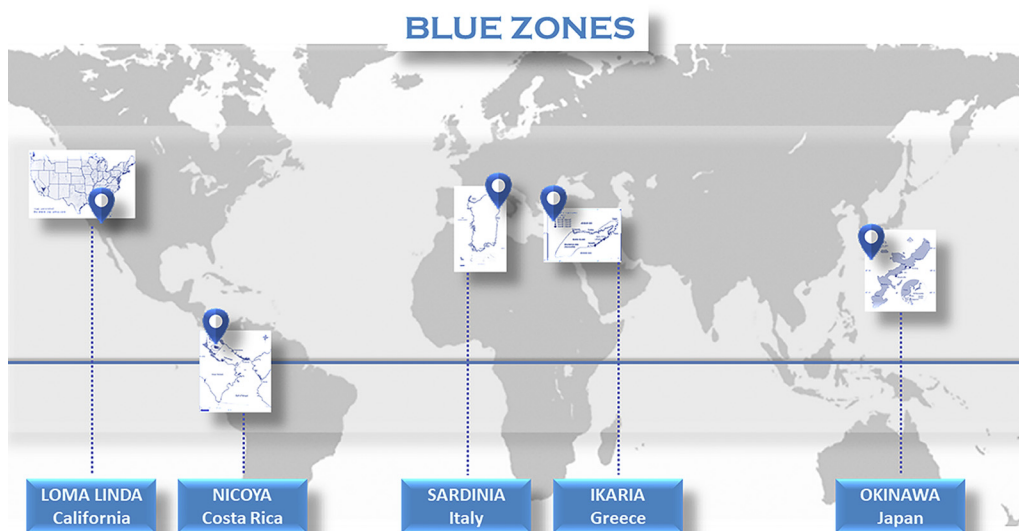 BLUE ZONES
LOMA LINDA
California
NICOYA
Costa Rica
SARDINIA
Italy
IKARIA
Greece
OKINAWA
Japan